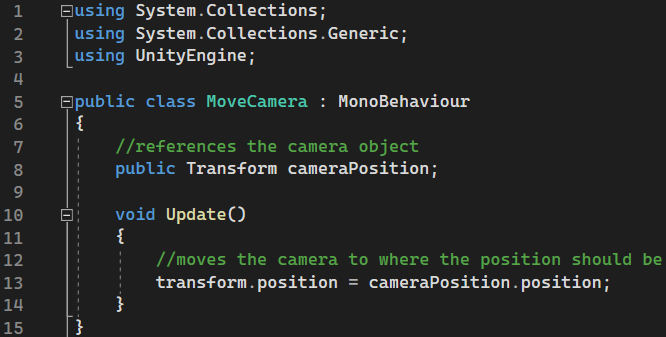 1 using System.Collections;
2 using System.Collections.Generic;
3 using UnityEngine;
4
5 public class MoveCamera : MonoBehaviour
6 {
7 //references the camera object
8 public Transform cameraPosition;
9
10 void Update()
11 {
12 //moves the camera to where the position should be
13 transform.position = cameraPosition.position;
14 }
15 }